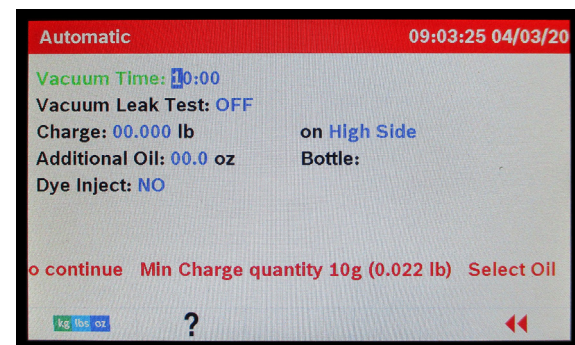 Automatic 09:03:25 04/03/20
Vacuum Time: 10:00
Vacuum Leak Test: OFF
Charge: 00.000 lb on High Side
Additional Oil: 00.0 oz Bottle:
Dye Inject: NO
o continue Min Charge quantity 10g (0.022 lb) Select Oil
kg lbs oz ?